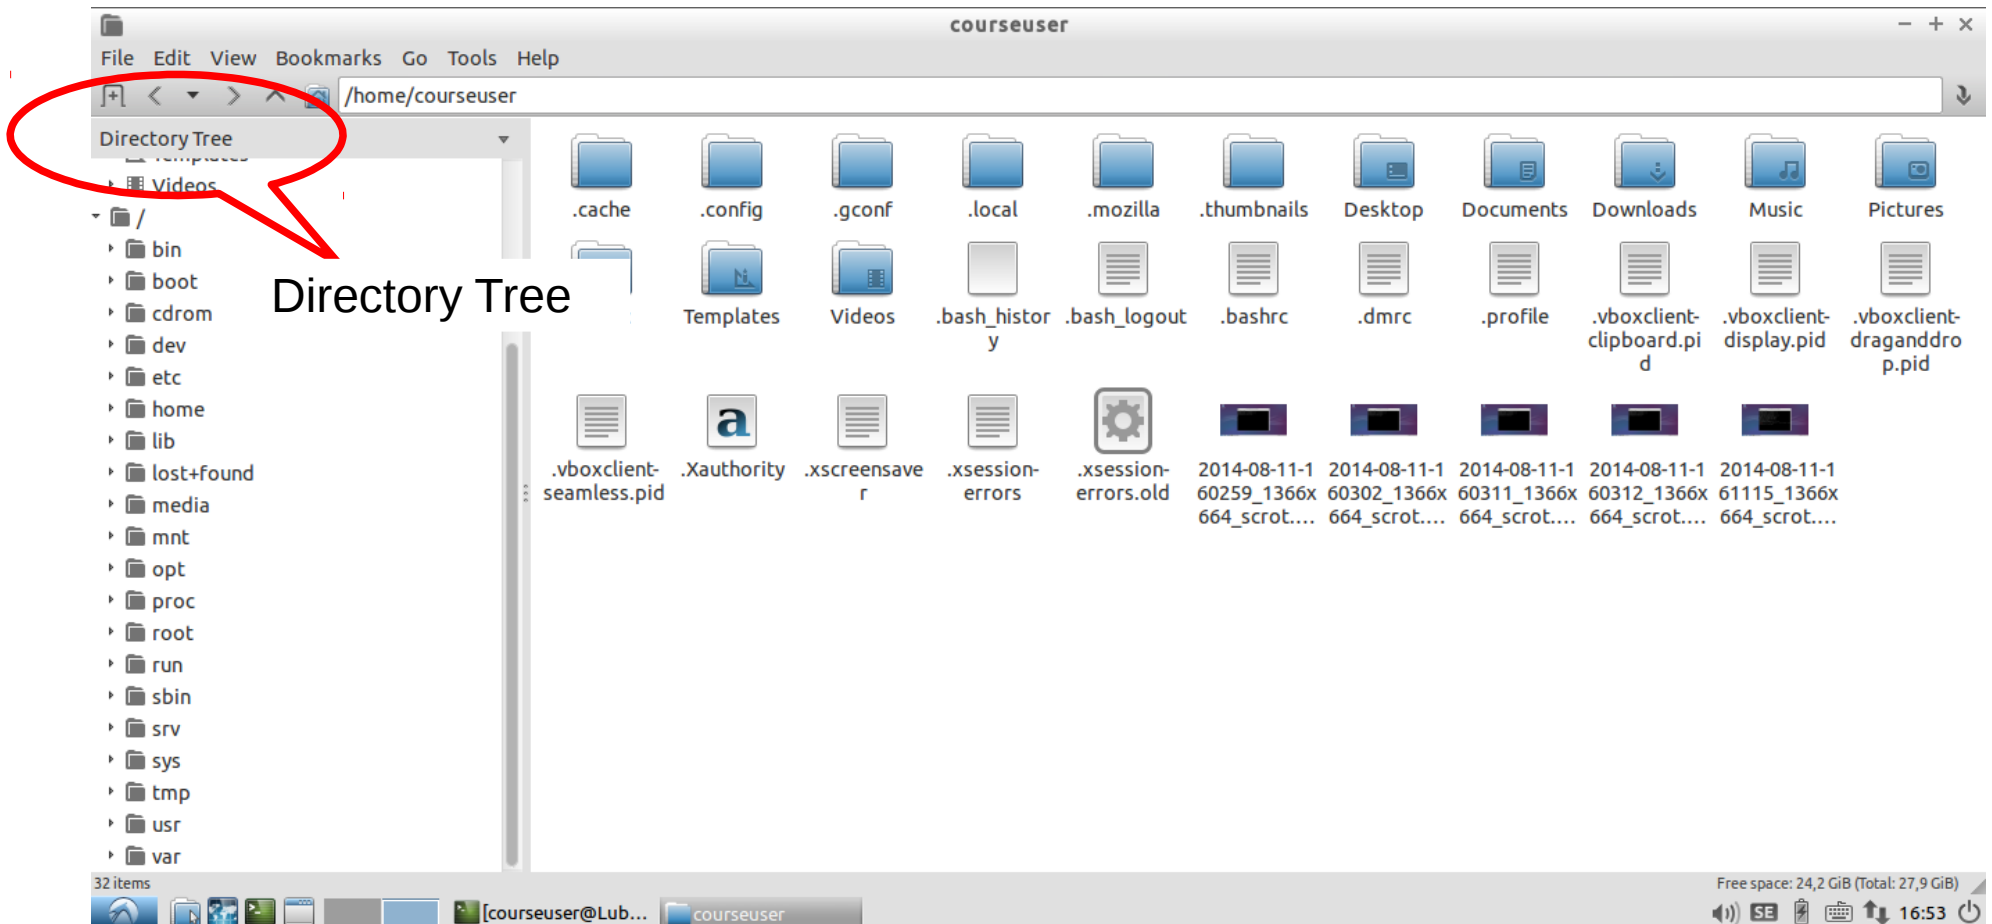 courseuser
File Edit View Bookmarks Go Tools Help
/home/courseuser
Directory Tree
Templates
Videos
/
bin
boot
cdrom
dev
etc
home
lib
lost+found
media
mnt
opt
proc
root
run
sbin
srv
sys
tmp
usr
var
Directory Tree
.cache .config .gconf .local .mozilla .thumbnails Desktop Documents Downloads Music Pictures
Templates Videos .bash_histor .bash_logout .bashrc .dmrc .profile .vboxclient- .vboxclient- .vboxclient-
y clipboard.pi display.pid draganddro
d p.pid
.vboxclient- .Xauthority .xscreensave .xsession- .xsession- 2014-08-11-1 2014-08-11-1 2014-08-11-1 2014-08-11-1 2014-08-11-1
seamless.pid r errors errors.old 60259_1366x 60302_1366x 60311_1366x 60312_1366x 61115_1366x
664_scrot.... 664_scrot.... 664_scrot.... 664_scrot.... 664_scrot....
32 items
Free space: 24,2 GiB (Total: 27,9 GiB)
[courseuser@Lub... courseuser
SE 16:53